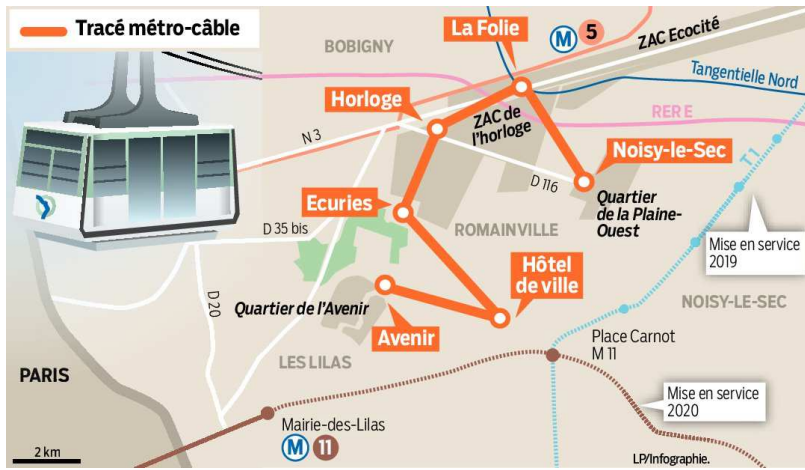 Tracé métro-câble
BOBIGNY
La Folie
M 5
ZAC Ecocité
Tangentielle Nord
Horloge
ZAC de
l'horloge
RER E
N 3
Noisy-le-Sec
T 1
D 116
Ecuries
Quartier
de la Plaine-
Ouest
D 35 bis
ROMAINVILLE
Mise en service
2019
Hôtel
de ville
D 20
Quartier de l'Avenir
NOISY-LE-SEC
Avenir
Place Carnot
M 11
LES LILAS
PARIS
Mise en service
2020
Mairie-des-Lilas
M 11
2 km
LP/Infographie.